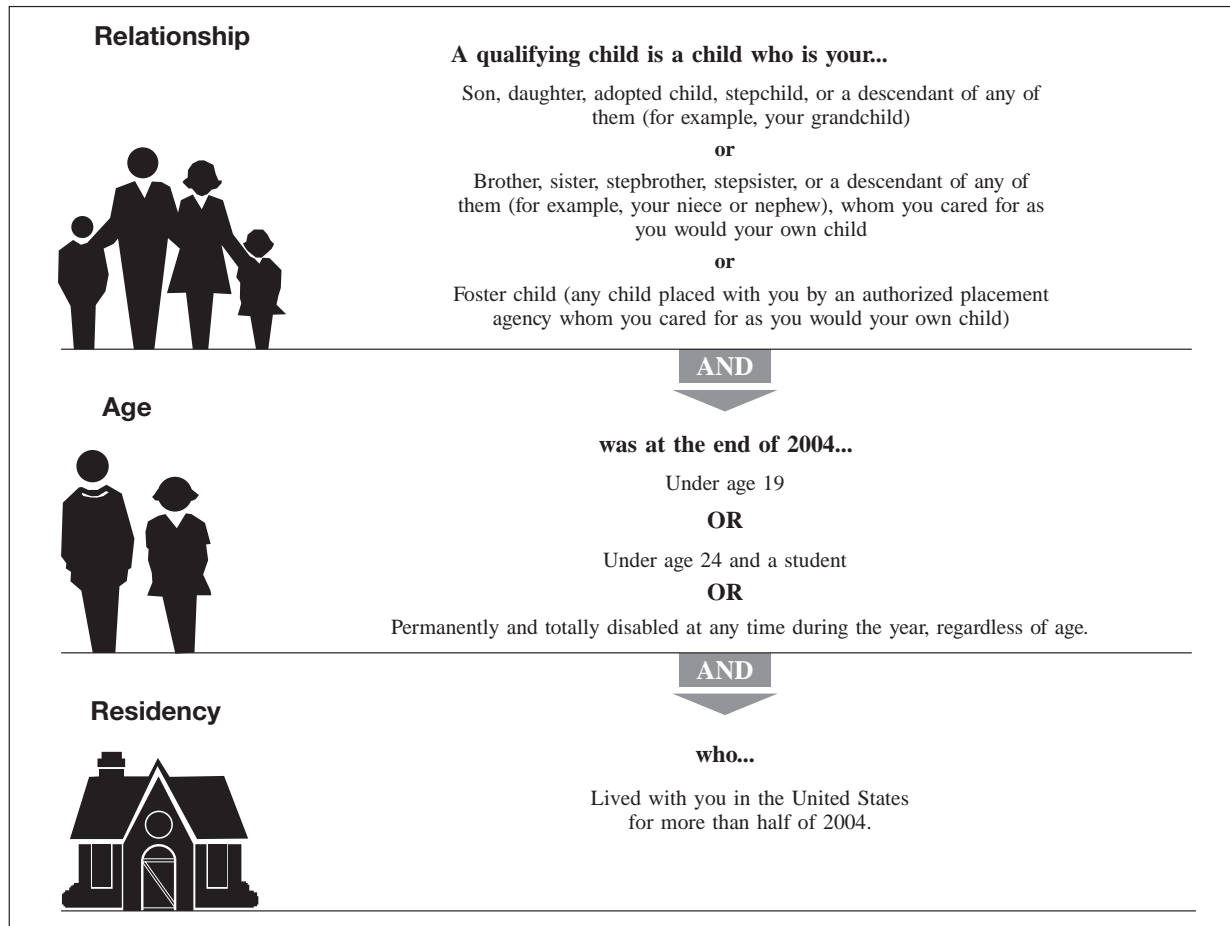 Relationship
A qualifying child is a child who is your...
Son, daughter, adopted child, stepchild, or a descendant of any of
them (for example, your grandchild)
or
Brother, sister, stepbrother, stepsister, or a descendant of any of
them (for example, your niece or nephew), whom you cared for as
you would your own child
or
Foster child (any child placed with you by an authorized placement
agency whom you cared for as you would your own child)
AND
Age
was at the end of 2004...
Under age 19
OR
Under age 24 and a student
OR
Permanently and totally disabled at any time during the year, regardless of age.
AND
Residency
who...
Lived with you in the United States
for more than half of 2004.